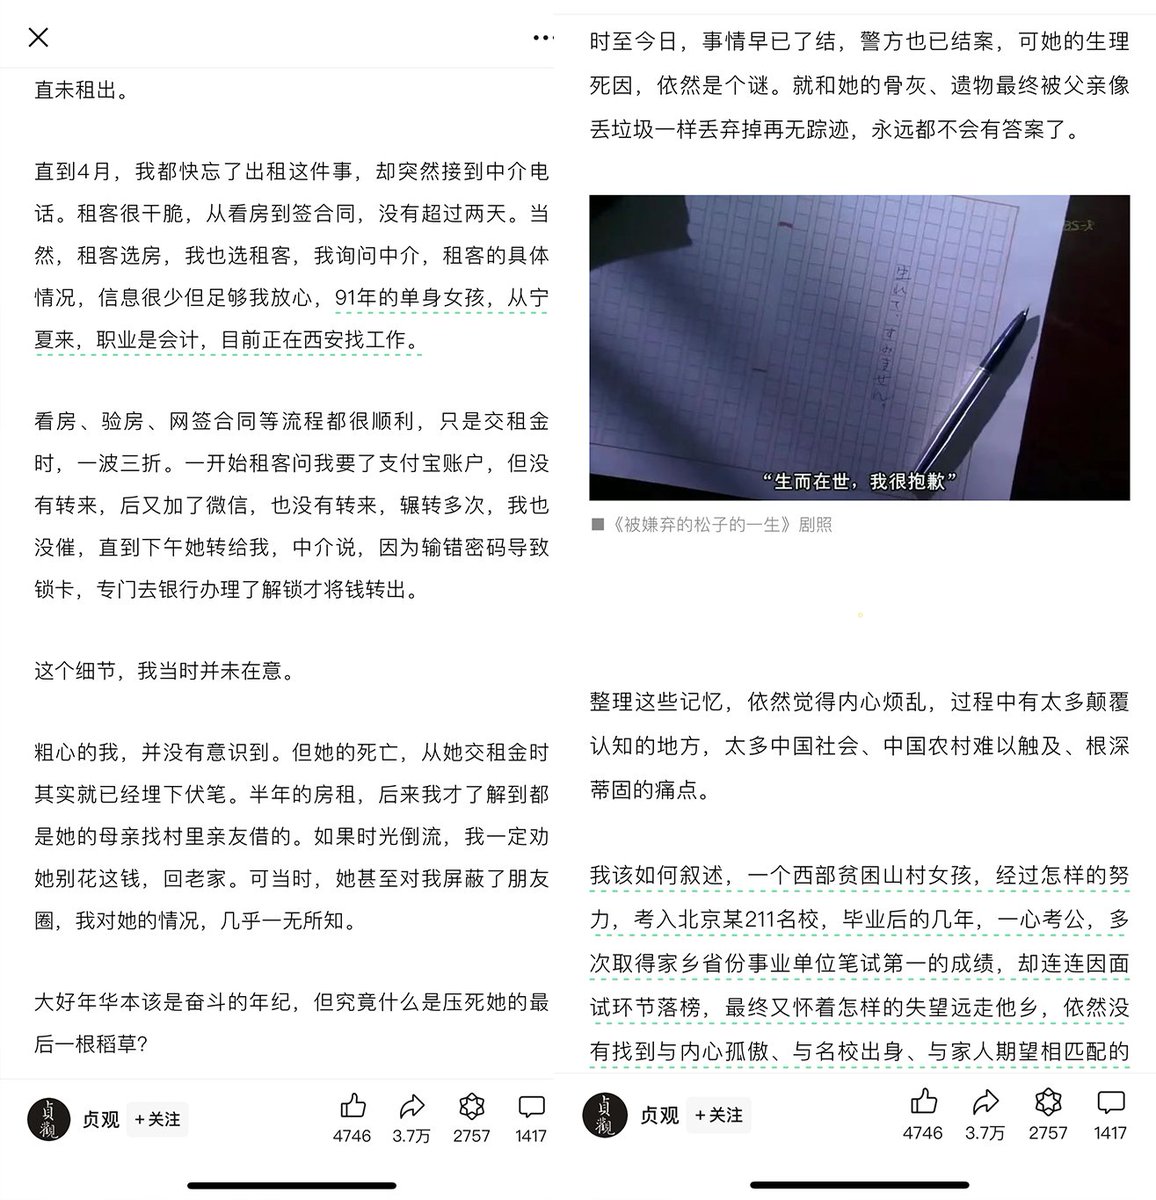 直未租出。
直到4月，我都快忘了出租这件事，却突然接到中介电
话。租客很干脆，从看房到签合同，没有超过两天。当
然，租客选房，我也选租客，我询问中介，租客的具体
情况，信息很少但足够我放心，91年的单身女孩，从宁
夏来，职业是会计，目前正在西安找工作。
看房、验房、网签合同等流程都很顺利，只是交租金
时，一波三折。一开始租客问我要了支付宝账户，但没
有转来，后又加了微信，也没有转来，辗转多次，我也
没催，直到下午她转给我，中介说，因为输错密码导致
锁卡，专门去银行办理了解锁才将钱转出。
这个细节，我当时并未在意。
粗心的我，并没有意识到。但她的死亡，从她交租金时
其实就已经埋下伏笔。半年的房租，后来我才了解到都
是她的母亲找村里亲友借的。如果时光倒流，我一定劝
她别花这钱，回老家。可当时，她甚至对我屏蔽了朋友
圈，我对她的情况，几乎一无所知。
大好年华本该是奋斗的年纪，但究竟什么是压死她的最
后一根稻草？
貞觀
贞观
+关注
4746
3.7万
2757
1417
时至今日，事情早已了结，警方也已结案，可她的生理
死因，依然是个谜。就和她的骨灰、遗物最终被父亲像
丢垃圾一样丢弃掉再无踪迹，永远都不会有答案了。
生れて、すみません。
“生而在世，我很抱歉”
■《被嫌弃的松子的一生》剧照
整理这些记忆，依然觉得内心烦乱，过程中有太多颠覆
认知的地方，太多中国社会、中国农村难以触及、根深
蒂固的痛点。
我该如何叙述，一个西部贫困山村女孩，经过怎样的努
力，考入北京某211名校，毕业后的几年，一心考公，多
次取得家乡省份事业单位笔试第一的成绩，却连连因面
试环节落榜，最终又怀着怎样的失望远走他乡，依然没
有找到与内心孤傲、与名校出身、与家人期望相匹配的
貞觀
贞观
+关注
4746
3.7万
2757
1417